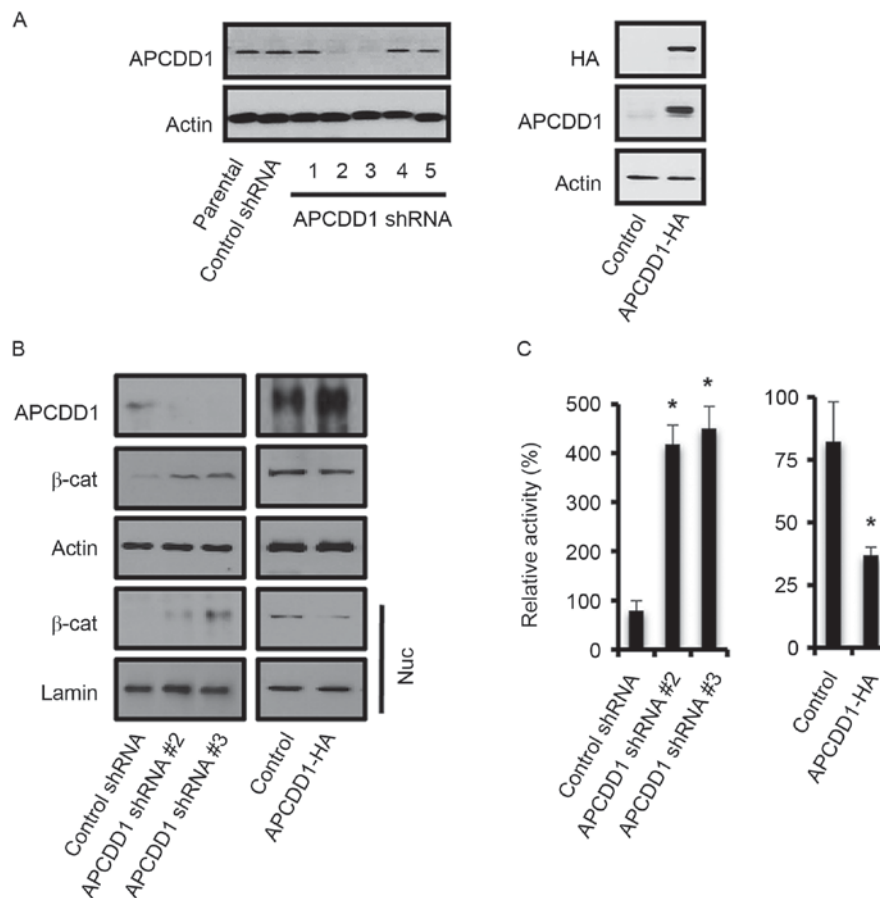 A
APCDD1
Actin
Parental
Control shRNA
1 2 3 4 5
APCDD1 shRNA
HA
APCDD1
Actin
Control
APCDD1-HA
B
APCDD1
β-cat
Actin
β-cat
Lamin
Nuc
Control shRNA
APCDD1 shRNA #2
APCDD1 shRNA #3
Control
APCDD1-HA
C
Relative activity (%)
500
400
300
200
100
0
*
*
Control shRNA
APCDD1 shRNA #2
APCDD1 shRNA #3
100
75
50
25
0
*
Control
APCDD1-HA